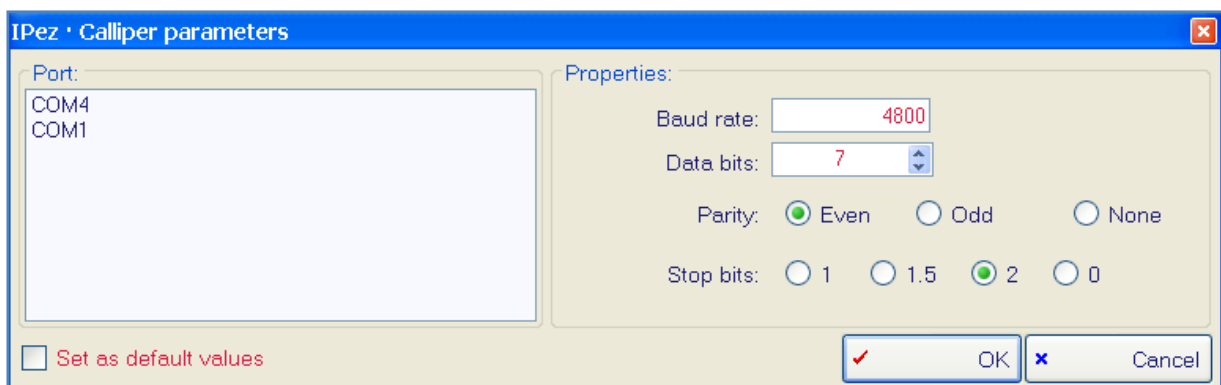 IPez · Calliper parameters
Port:
COM4
COM1
Properties:
Baud rate: 4800
Data bits: 7
Parity: Even Odd None
Stop bits: 1 1.5 2 0
Set as default values
OK Cancel